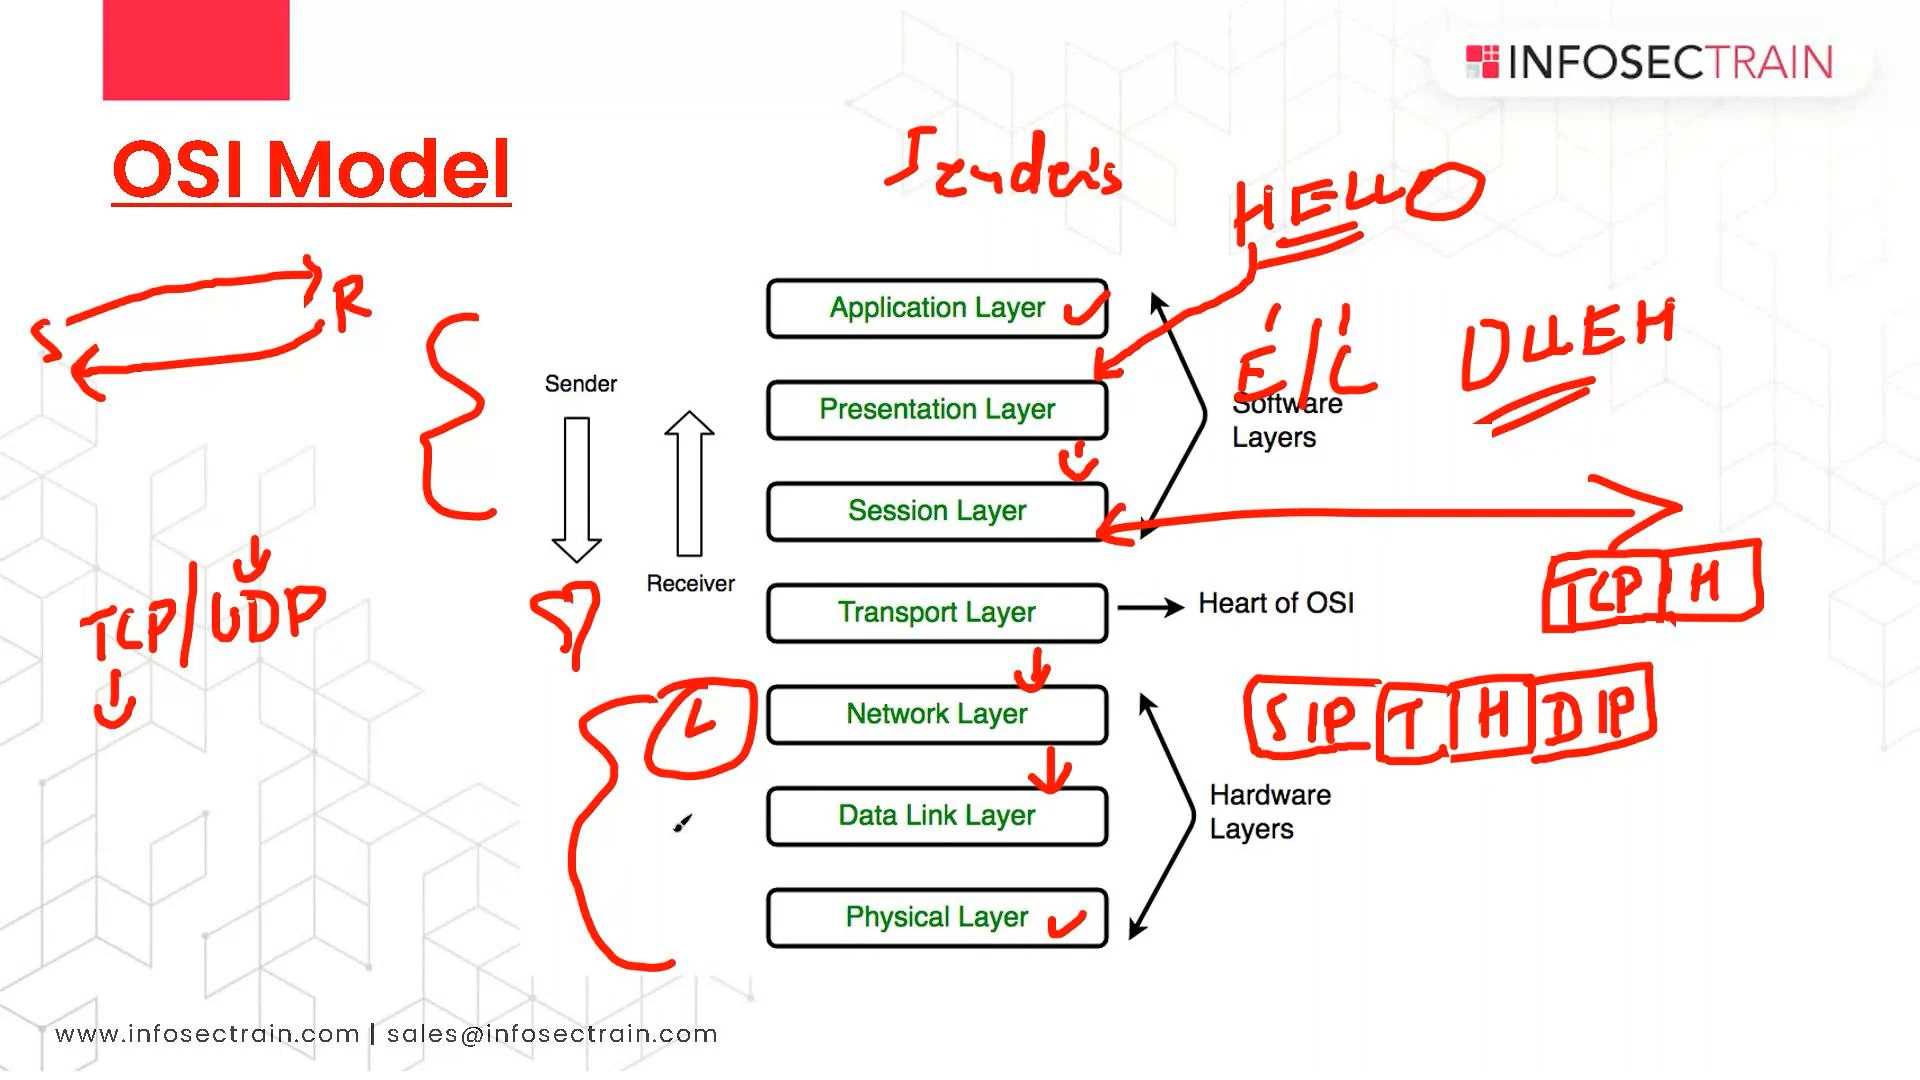 INFOSECTRAIN
OSI Model
Sender's
HELLO
S
R
Application Layer
E/C
OLLEH
Sender
Presentation Layer
Software
Layers
Session Layer
Receiver
TCP/UDP
Transport Layer
Heart of OSI
TCP H
L
Network Layer
SIP T H DIP
Data Link Layer
Hardware
Layers
Physical Layer
www.infosectrain.com | sales@infosectrain.com